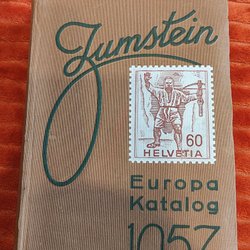 Zumstein
60
HELVETIA
Europa
Katalog
1957